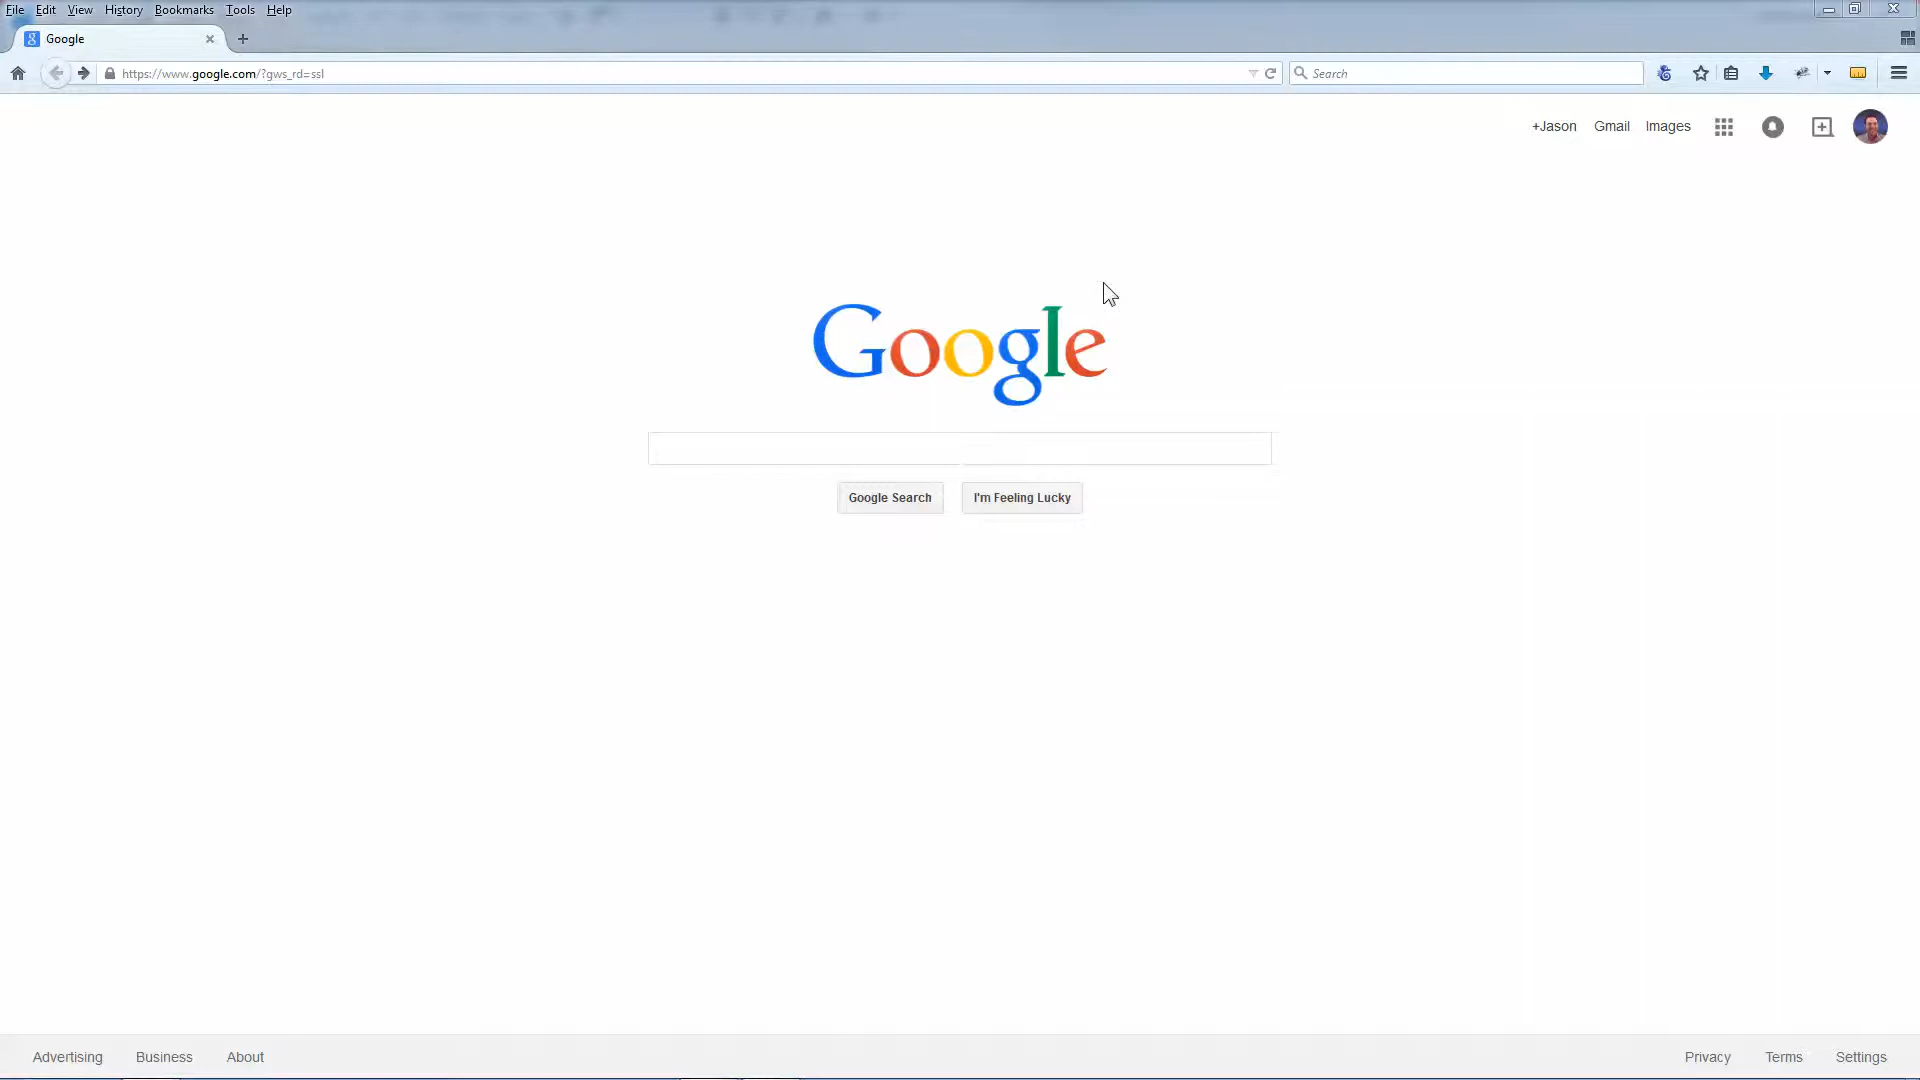 File Edit View History Bookmarks Tools Help
Google
https://www.google.com/?gws_rd=ssl
Search
+Jason Gmail Images
Google
Google Search I'm Feeling Lucky
Advertising Business About Privacy Terms Settings